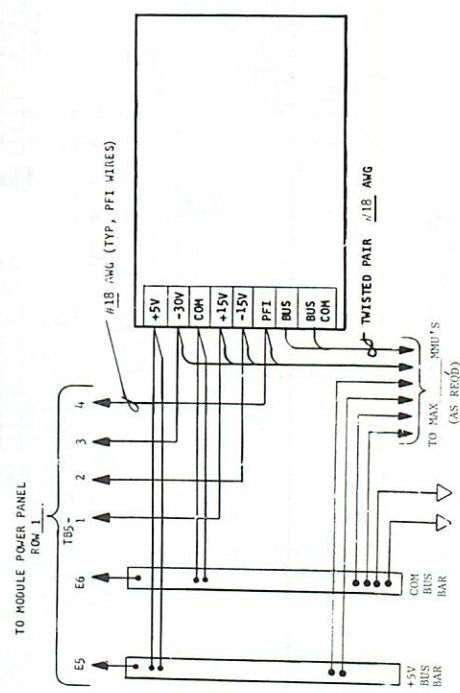 TO MODULE POWER PANEL
ROW 1
TB5-
E5
E6
1
2
3
4
#18 AWG (TYP, PFI WIRES)
+5V
-30V
COM
+15V
-15V
PFI
BUS
BUS
COM
TWISTED PAIR #18 AWG
TO MAX ___ MMU'S
(AS REQD)
+5V
BUS
BAR
COM
BUS
BAR